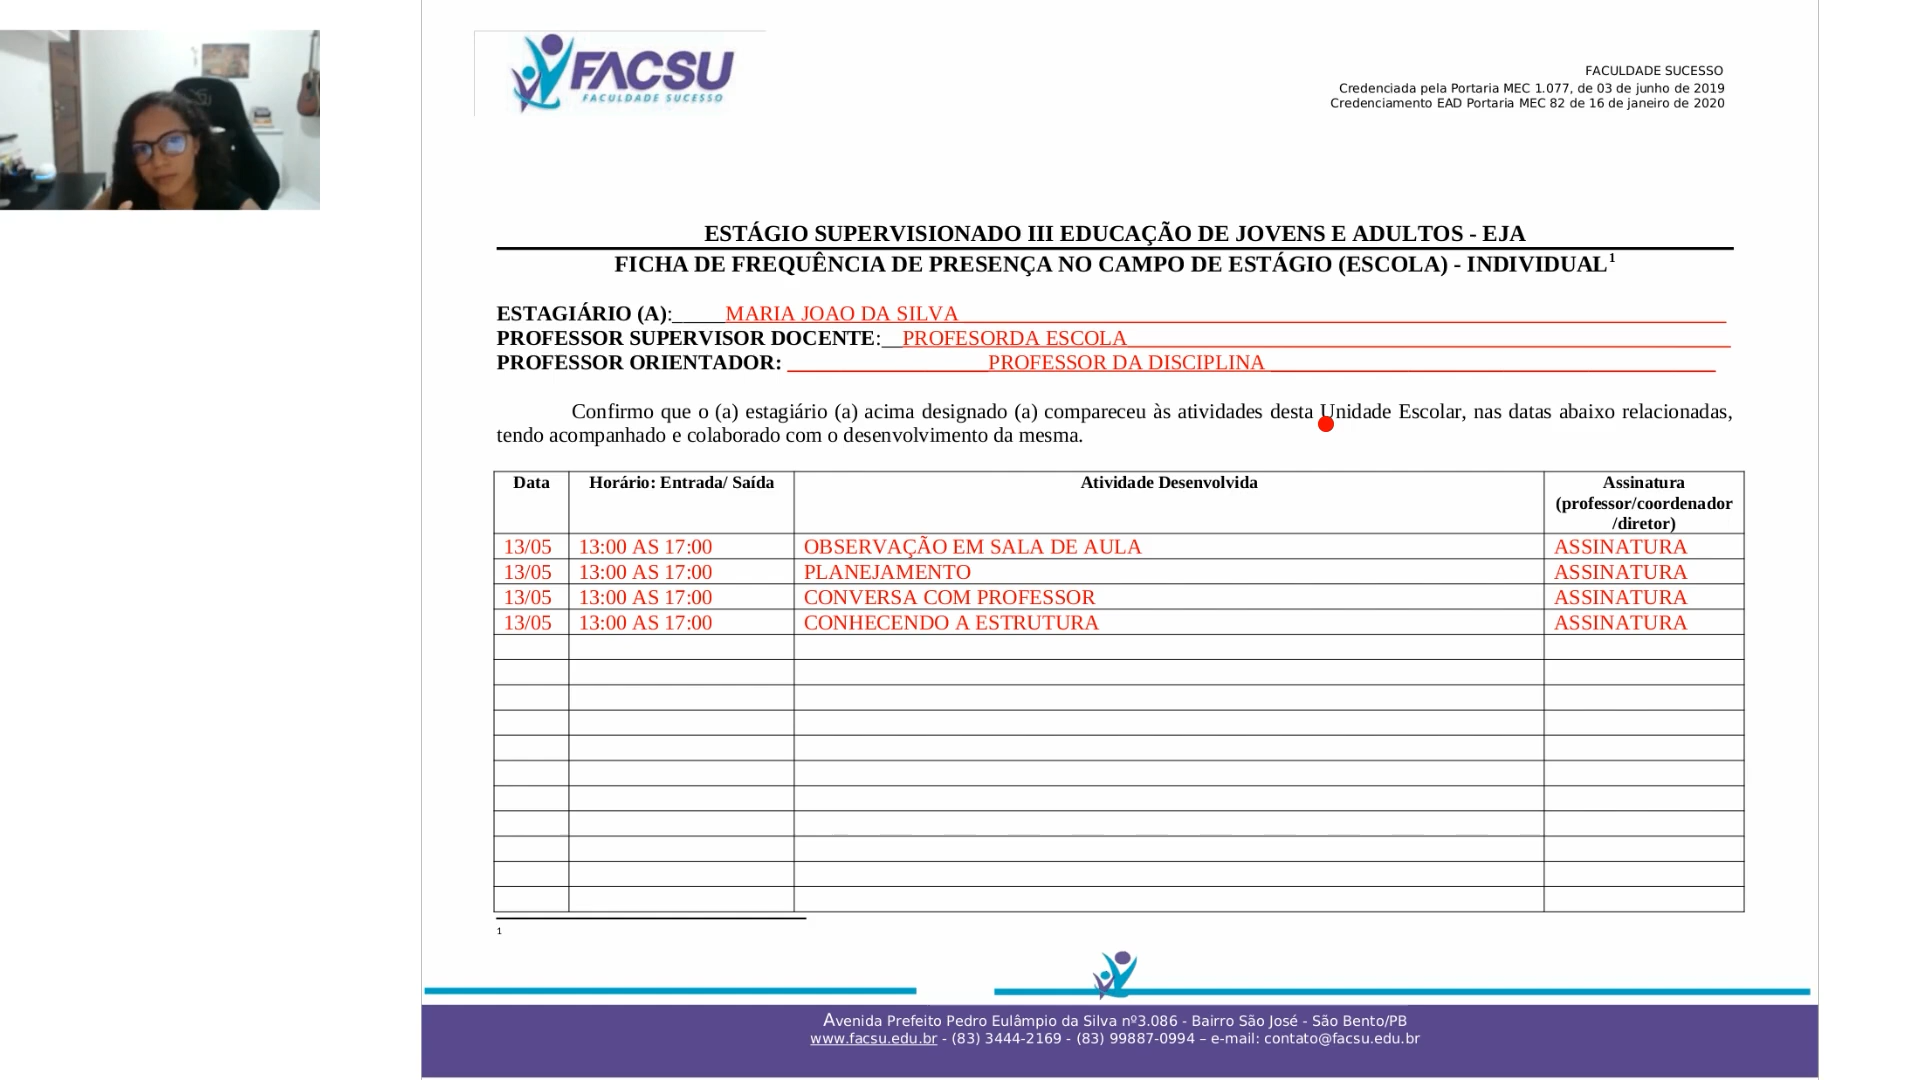 FACSU
FACULDADE SUCESSO
FACULDADE SUCESSO
Credenciada pela Portaria MEC 1.077, de 03 de junho de 2019
Credenciamento EAD Portaria MEC 82 de 16 de janeiro de 2020
ESTÁGIO SUPERVISIONADO III EDUCAÇÃO DE JOVENS E ADULTOS - EJA
FICHA DE FREQUÊNCIA DE PRESENÇA NO CAMPO DE ESTÁGIO (ESCOLA) - INDIVIDUAL¹
ESTAGIÁRIO (A):_____MARIA JOAO DA SILVA
PROFESSOR SUPERVISOR DOCENTE:__PROFESORDA ESCOLA
PROFESSOR ORIENTADOR: PROFESSOR DA DISCIPLINA
Confirmo que o (a) estagiário (a) acima designado (a) compareceu às atividades desta Unidade Escolar, nas datas abaixo relacionadas,
tendo acompanhado e colaborado com o desenvolvimento da mesma.
Data Horário: Entrada/ Saída Atividade Desenvolvida Assinatura
(professor/coordenador
/diretor)
13/05 13:00 AS 17:00 OBSERVAÇÃO EM SALA DE AULA ASSINATURA
13/05 13:00 AS 17:00 PLANEJAMENTO ASSINATURA
13/05 13:00 AS 17:00 CONVERSA COM PROFESSOR ASSINATURA
13/05 13:00 AS 17:00 CONHECENDO A ESTRUTURA ASSINATURA
1
Avenida Prefeito Pedro Eulâmpio da Silva nº3.086 - Bairro São José - São Bento/PB
www.facsu.edu.br - (83) 3444-2169 - (83) 99887-0994 – e-mail: contato@facsu.edu.br